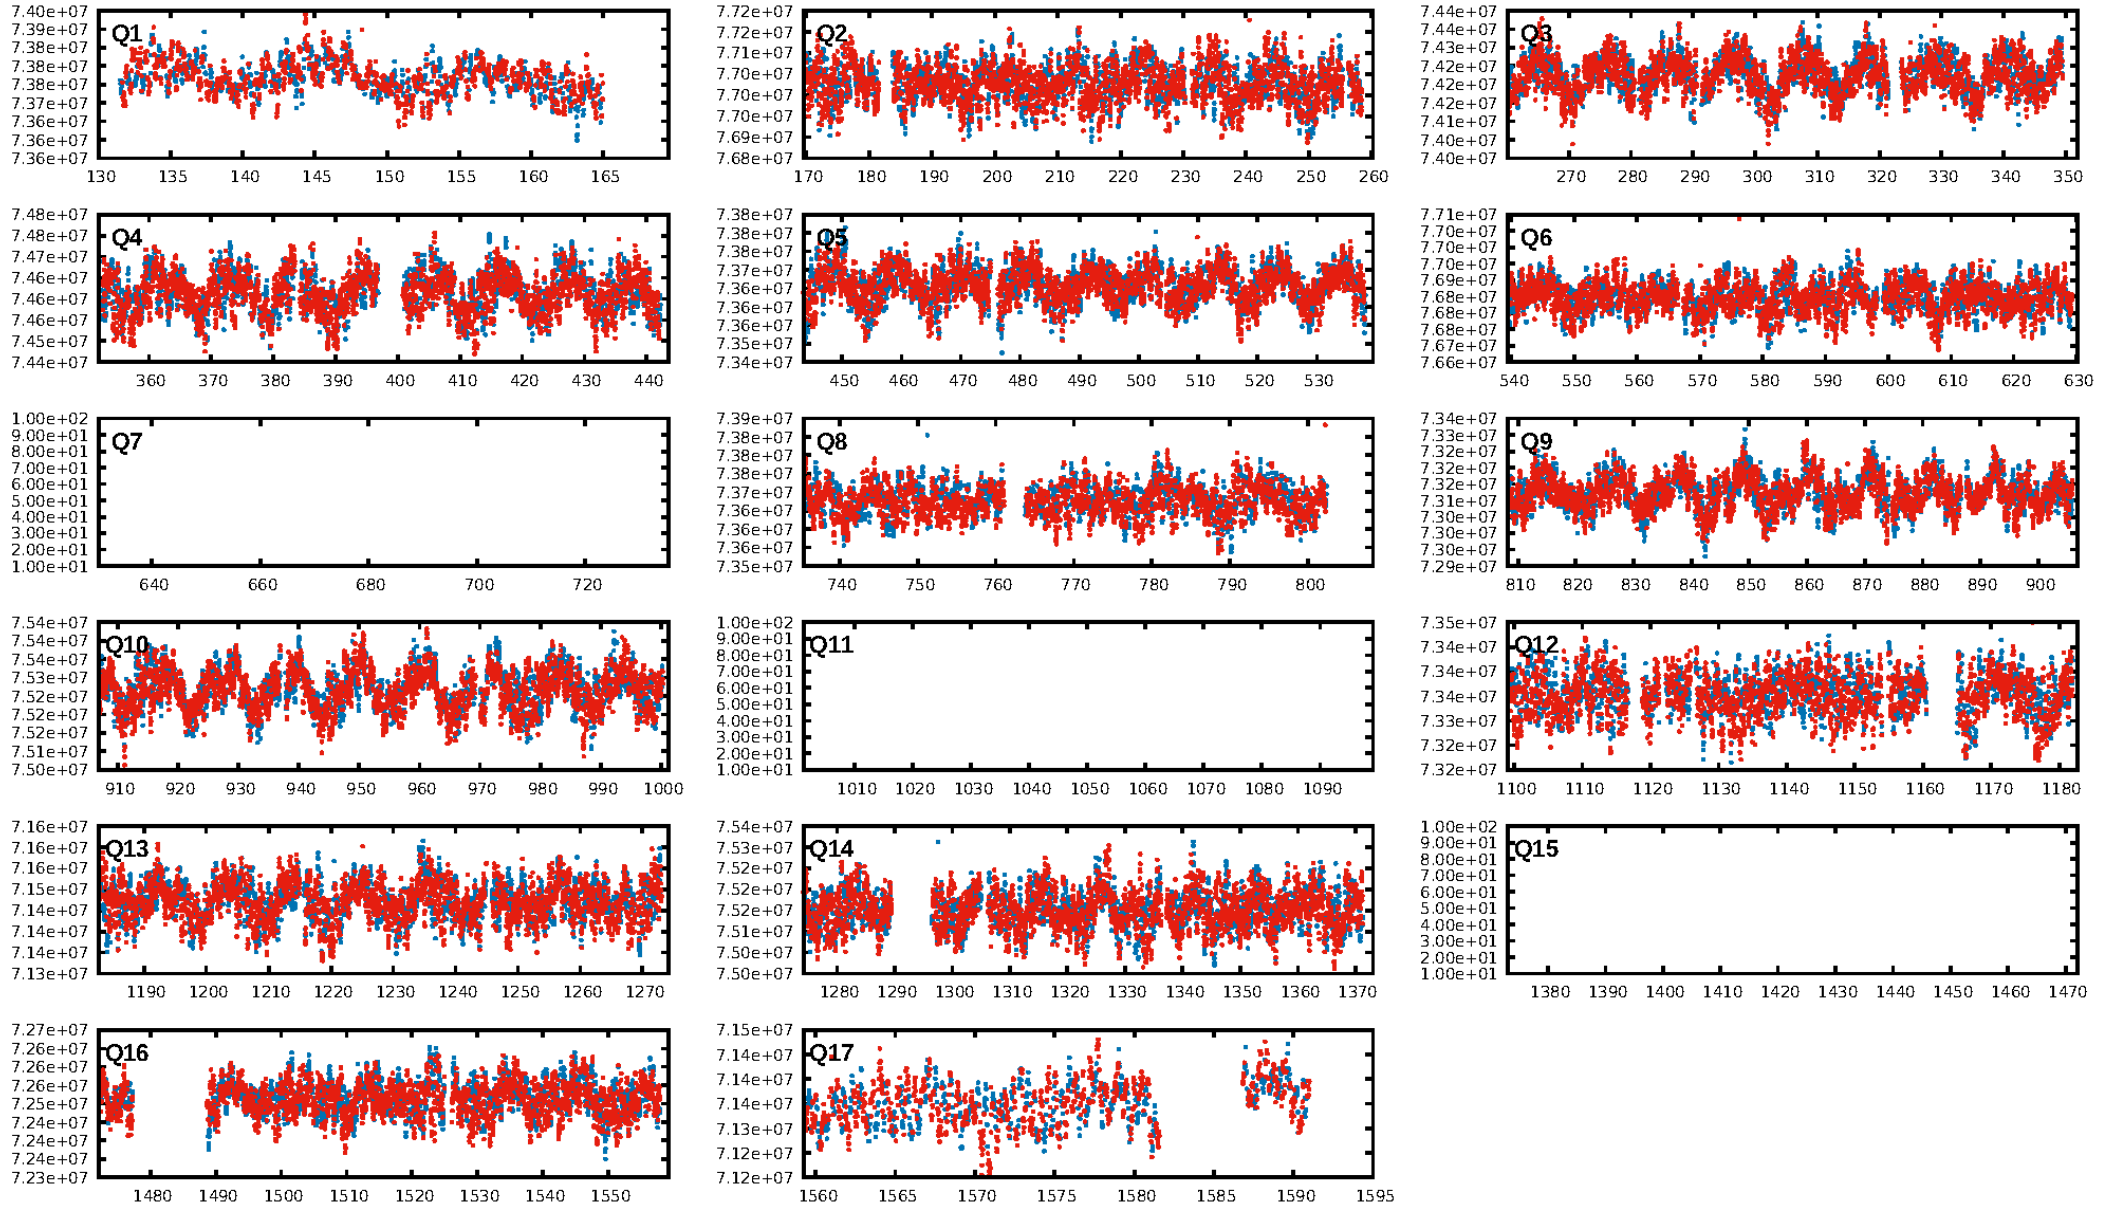 7.40e+07
7.39e+07
7.38e+07
7.38e+07
7.38e+07
7.37e+07
7.36e+07
7.36e+07
7.36e+07
Q1
130 135 140 145 150 155 160 165
7.72e+07
7.72e+07
7.71e+07
7.70e+07
7.70e+07
7.70e+07
7.69e+07
7.68e+07
Q2
170 180 190 200 210 220 230 240 250 260
7.44e+07
7.44e+07
7.43e+07
7.42e+07
7.42e+07
7.42e+07
7.41e+07
7.40e+07
7.40e+07
Q3
270 280 290 300 310 320 330 340 350
7.48e+07
7.48e+07
7.47e+07
7.46e+07
7.46e+07
7.46e+07
7.45e+07
7.44e+07
Q4
360 370 380 390 400 410 420 430 440
7.38e+07
7.38e+07
7.38e+07
7.37e+07
7.36e+07
7.36e+07
7.36e+07
7.35e+07
7.34e+07
Q5
450 460 470 480 490 500 510 520 530
7.71e+07
7.70e+07
7.70e+07
7.70e+07
7.69e+07
7.68e+07
7.68e+07
7.68e+07
7.67e+07
7.66e+07
Q6
540 550 560 570 580 590 600 610 620 630
1.00e+02
9.00e+01
8.00e+01
7.00e+01
6.00e+01
5.00e+01
4.00e+01
3.00e+01
2.00e+01
1.00e+01
Q7
640 660 680 700 720
7.39e+07
7.38e+07
7.38e+07
7.38e+07
7.37e+07
7.36e+07
7.36e+07
7.36e+07
7.35e+07
Q8
740 750 760 770 780 790 800
7.34e+07
7.33e+07
7.32e+07
7.32e+07
7.32e+07
7.31e+07
7.30e+07
7.30e+07
7.30e+07
7.29e+07
Q9
810 820 830 840 850 860 870 880 890 900
7.54e+07
7.54e+07
7.54e+07
7.53e+07
7.52e+07
7.52e+07
7.52e+07
7.51e+07
7.50e+07
Q10
910 920 930 940 950 960 970 980 990 1000
1.00e+02
9.00e+01
8.00e+01
7.00e+01
6.00e+01
5.00e+01
4.00e+01
3.00e+01
2.00e+01
1.00e+01
Q11
1010 1020 1030 1040 1050 1060 1070 1080 1090
7.35e+07
7.34e+07
7.34e+07
7.34e+07
7.33e+07
7.32e+07
7.32e+07
Q12
1100 1110 1120 1130 1140 1150 1160 1170 1180
7.16e+07
7.16e+07
7.16e+07
7.15e+07
7.14e+07
7.14e+07
7.14e+07
7.13e+07
Q13
1190 1200 1210 1220 1230 1240 1250 1260 1270
7.54e+07
7.53e+07
7.52e+07
7.52e+07
7.52e+07
7.51e+07
7.50e+07
7.50e+07
Q14
1280 1290 1300 1310 1320 1330 1340 1350 1360 1370
1.00e+02
9.00e+01
8.00e+01
7.00e+01
6.00e+01
5.00e+01
4.00e+01
3.00e+01
2.00e+01
1.00e+01
Q15
1380 1390 1400 1410 1420 1430 1440 1450 1460 1470
7.27e+07
7.26e+07
7.26e+07
7.26e+07
7.25e+07
7.24e+07
7.24e+07
7.24e+07
7.23e+07
Q16
1480 1490 1500 1510 1520 1530 1540 1550
7.15e+07
7.14e+07
7.14e+07
7.14e+07
7.13e+07
7.12e+07
7.12e+07
Q17
1560 1565 1570 1575 1580 1585 1590 1595